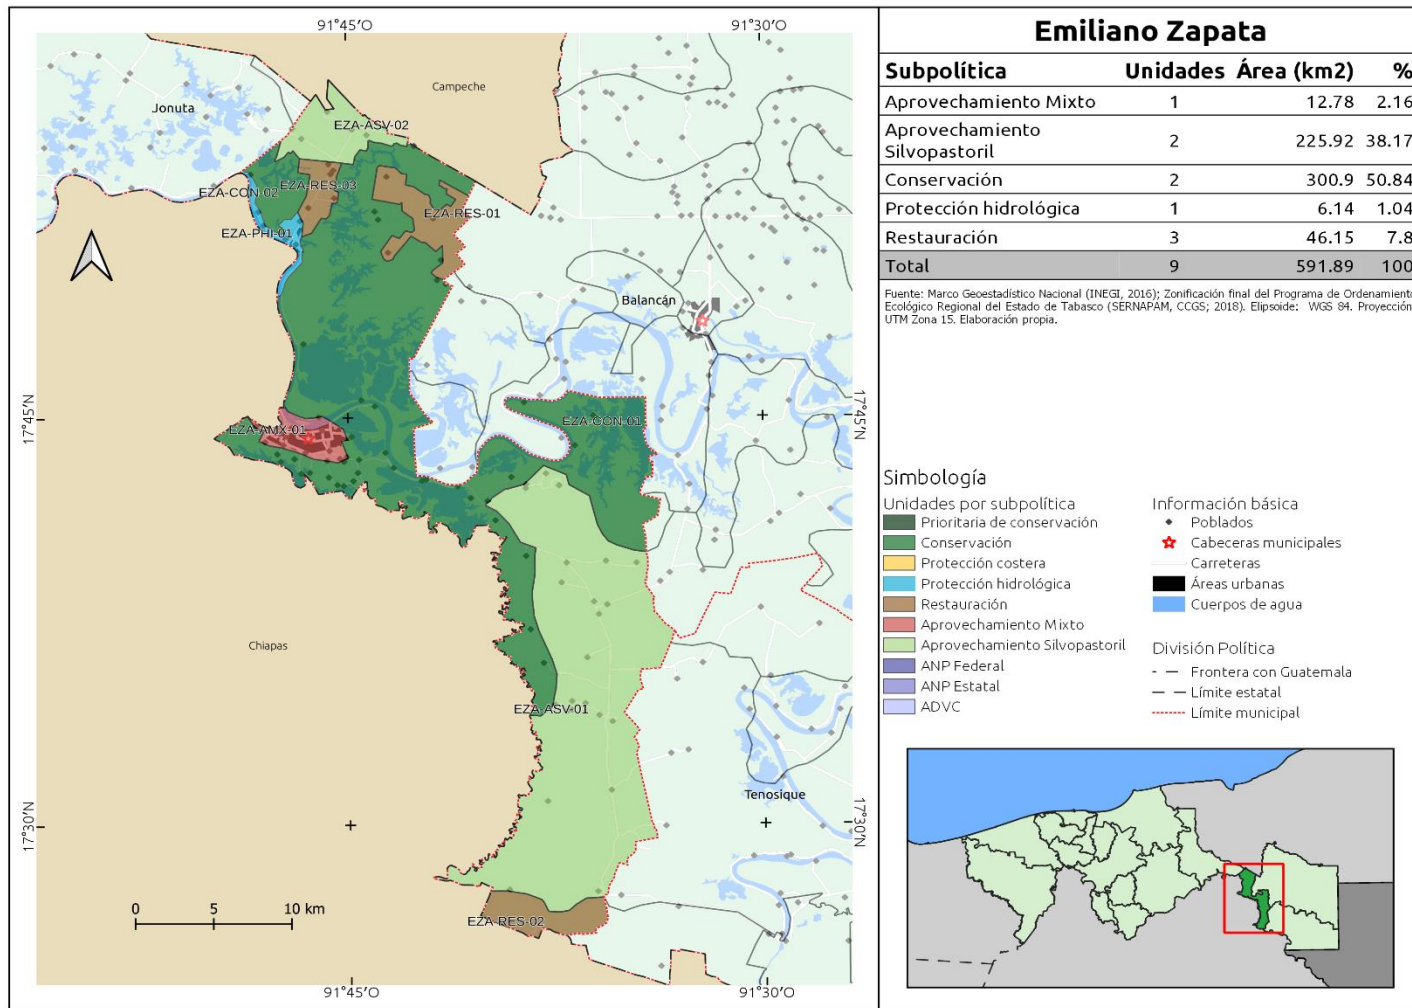 91°45′O
91°30′O
Campeche
Jonuta
EZA-ASV-02
EZA-CON-02
EZA-RES-03
EZA-RES-01
EZA-PHI-01
Balancán
17°45′N
17°45′N
EZA-AMX-01
EZA-CON-01
Chiapas
EZA-ASV-01
Tenosique
17°30′N
17°30′N
0 5 10 km
EZA-RES-02
91°45′O
91°30′O
Emiliano Zapata
Subpolítica Unidades Área (km2) %
Aprovechamiento Mixto 1 12.78 2.16
Aprovechamiento
Silvopastoril 2 225.92 38.17
Conservación 2 300.9 50.84
Protección hidrológica 1 6.14 1.04
Restauración 3 46.15 7.8
Total 9 591.89 100
Fuente: Marco Geoestadístico Nacional (INEGI, 2016); Zonificación final del Programa de Ordenamiento
Ecológico Regional del Estado de Tabasco (SERNAPAM, CCGS; 2018). Elipsoide: WGS 84. Proyección
UTM Zona 15. Elaboración propia.
Simbología
Unidades por subpolítica
Prioritaria de conservación
Conservación
Protección costera
Protección hidrológica
Restauración
Aprovechamiento Mixto
Aprovechamiento Silvopastoril
ANP Federal
ANP Estatal
ADVC
Información básica
Poblados
Cabeceras municipales
Carreteras
Áreas urbanas
Cuerpos de agua
División Política
Frontera con Guatemala
Límite estatal
Límite municipal